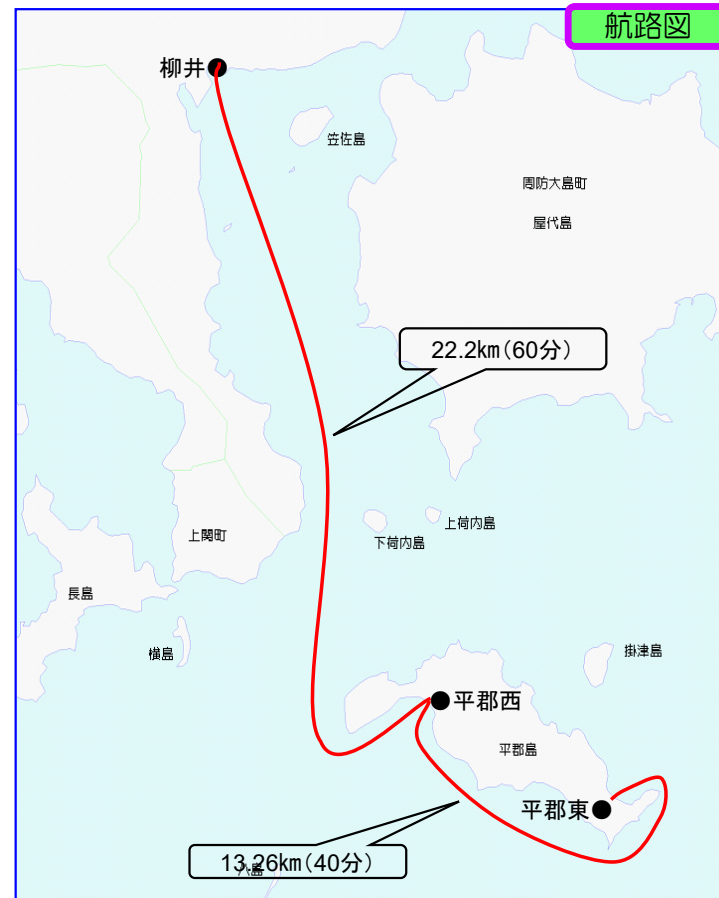 航路図
柳井
笠佐島
周防大島町
屋代島
22.2km(60分)
上荷内島
下荷内島
上関町
長島
横島
掛津島
平郡西
平郡島
平郡東
13.26km(40分)
八島